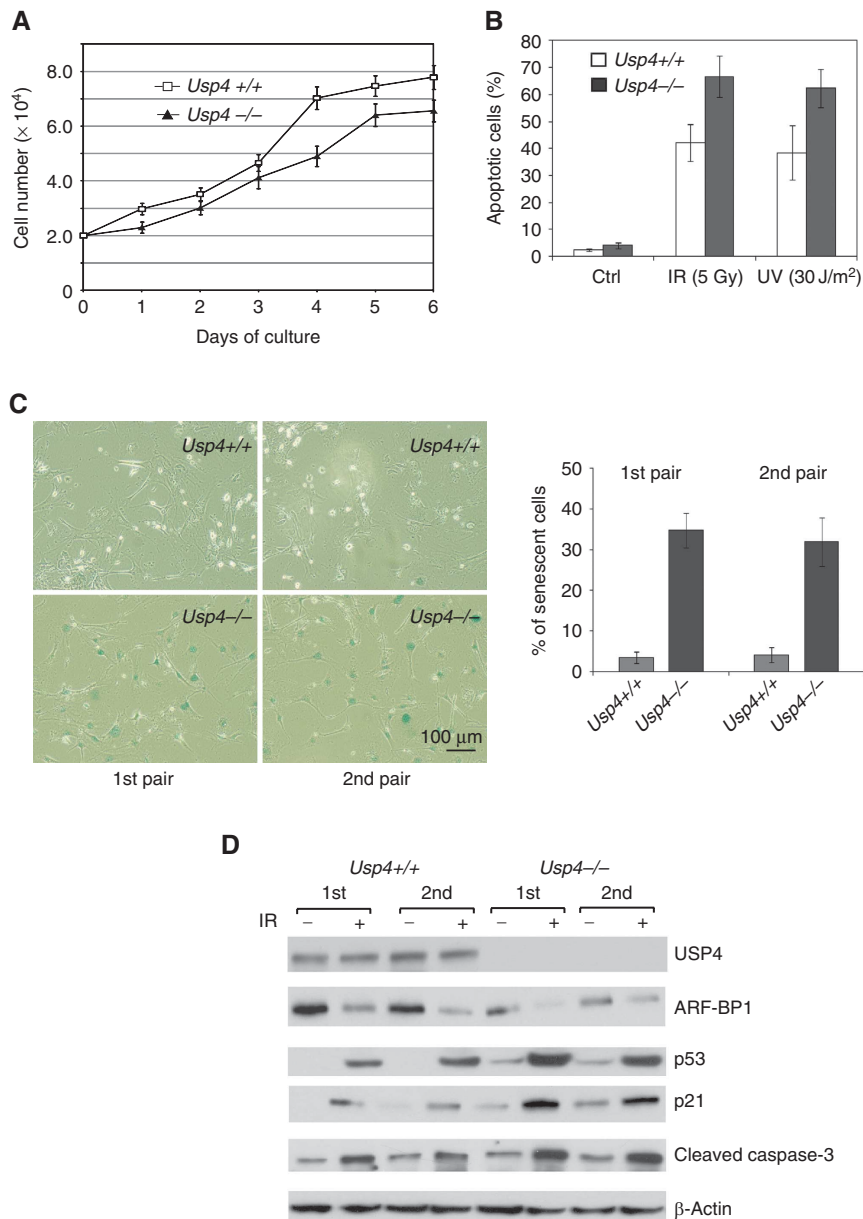 A
Cell number (× 10⁴)
8.0
6.0
4.0
2.0
0
Usp4 +/+
Usp4 −/−
0 1 2 3 4 5 6
Days of culture
B
Apoptotic cells (%)
80
70
60
50
40
30
20
10
0
Usp4+/+
Usp4−/−
Ctrl IR (5 Gy) UV (30 J/m²)
C
Usp4+/+ Usp4+/+
Usp4−/− Usp4−/−
100 μm
1st pair 2nd pair
% of senescent cells
50
40
30
20
10
0
1st pair 2nd pair
Usp4+/+ Usp4−/− Usp4+/+ Usp4−/−
D
Usp4+/+ Usp4−/−
1st 2nd 1st 2nd
IR − + − + − + − +
USP4
ARF-BP1
p53
p21
Cleaved caspase-3
β-Actin